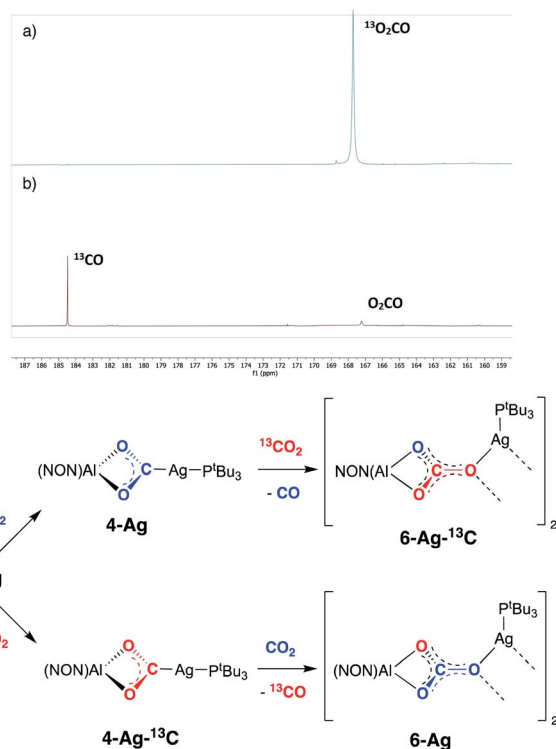 a)
¹³O₂CO
b)
¹³CO
O₂CO
187 186 185 184 183 182 181 180 179 178 177 176 175 174 173 172 171 170 169 168 167 166 165 164 163 162 161 160 159
f1 (ppm)
(NON)Al O O C Ag PᵗBu₃
4-Ag
¹³CO₂
- CO
NON(Al O O C O Ag PᵗBu₃ 2
6-Ag-¹³C
(NON)Al O O C Ag PᵗBu₃
4-Ag-¹³C
CO₂
- ¹³CO
(NON)Al O O C O Ag PᵗBu₃ 2
6-Ag